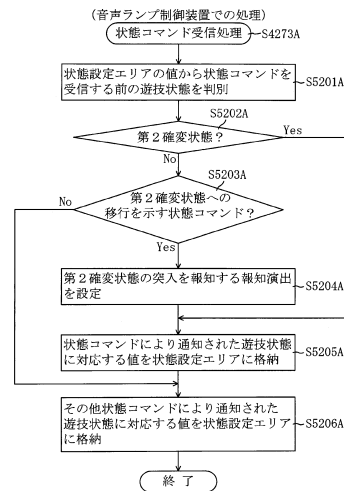 (音声ランプ制御装置での処理)
状態コマンド受信処理
S4273A
状態設定エリアの値から状態コマンドを
受信する前の遊技状態を判別
S5201A
S5202A
第2確変状態?
Yes
No
S5203A
No
第2確変状態への
移行を示す状態コマンド?
Yes
第2確変状態の突入を報知する報知演出
を設定
S5204A
状態コマンドにより通知された遊技状態
に対応する値を状態設定エリアに格納
S5205A
その他状態コマンドにより通知された
遊技状態に対応する値を状態設定エリア
に格納
S5206A
終了